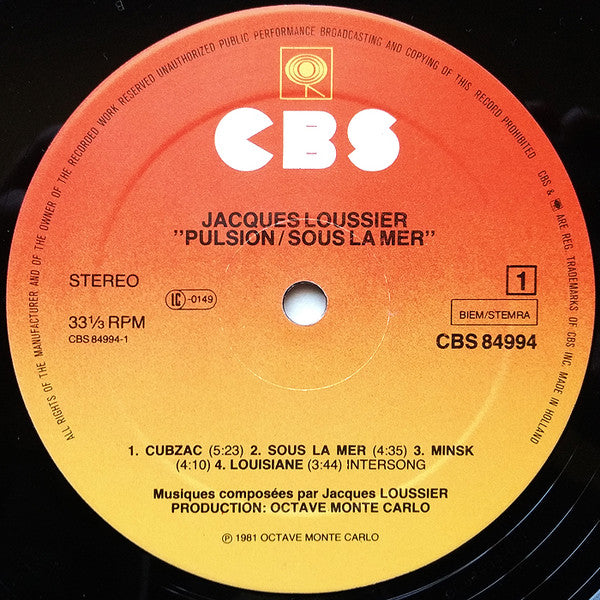 ALL RIGHTS OF THE MANUFACTURER AND OF THE OWNER OF THE RECORDED WORK RESERVED UNAUTHORIZED PUBLIC PERFORMANCE BROADCASTING AND COPYING OF THIS RECORD PROHIBITED
CBS & ARE REG. TRADEMARKS OF CBS INC. MADE IN HOLLAND
CBS
JACQUES LOUSSIER
"PULSION/SOUS LA MER"
STEREO
LC-0149
1
33⅓ RPM
BIEM/STEMRA
CBS 84994-1
CBS 84994
1. CUBZAC (5:23) 2. SOUS LA MER (4:35) 3. MINSK
(4:10) 4. LOUISIANE (3:44) INTERSONG
Musiques composées par Jacques LOUSSIER
PRODUCTION: OCTAVE MONTE CARLO
℗ 1981 OCTAVE MONTE CARLO